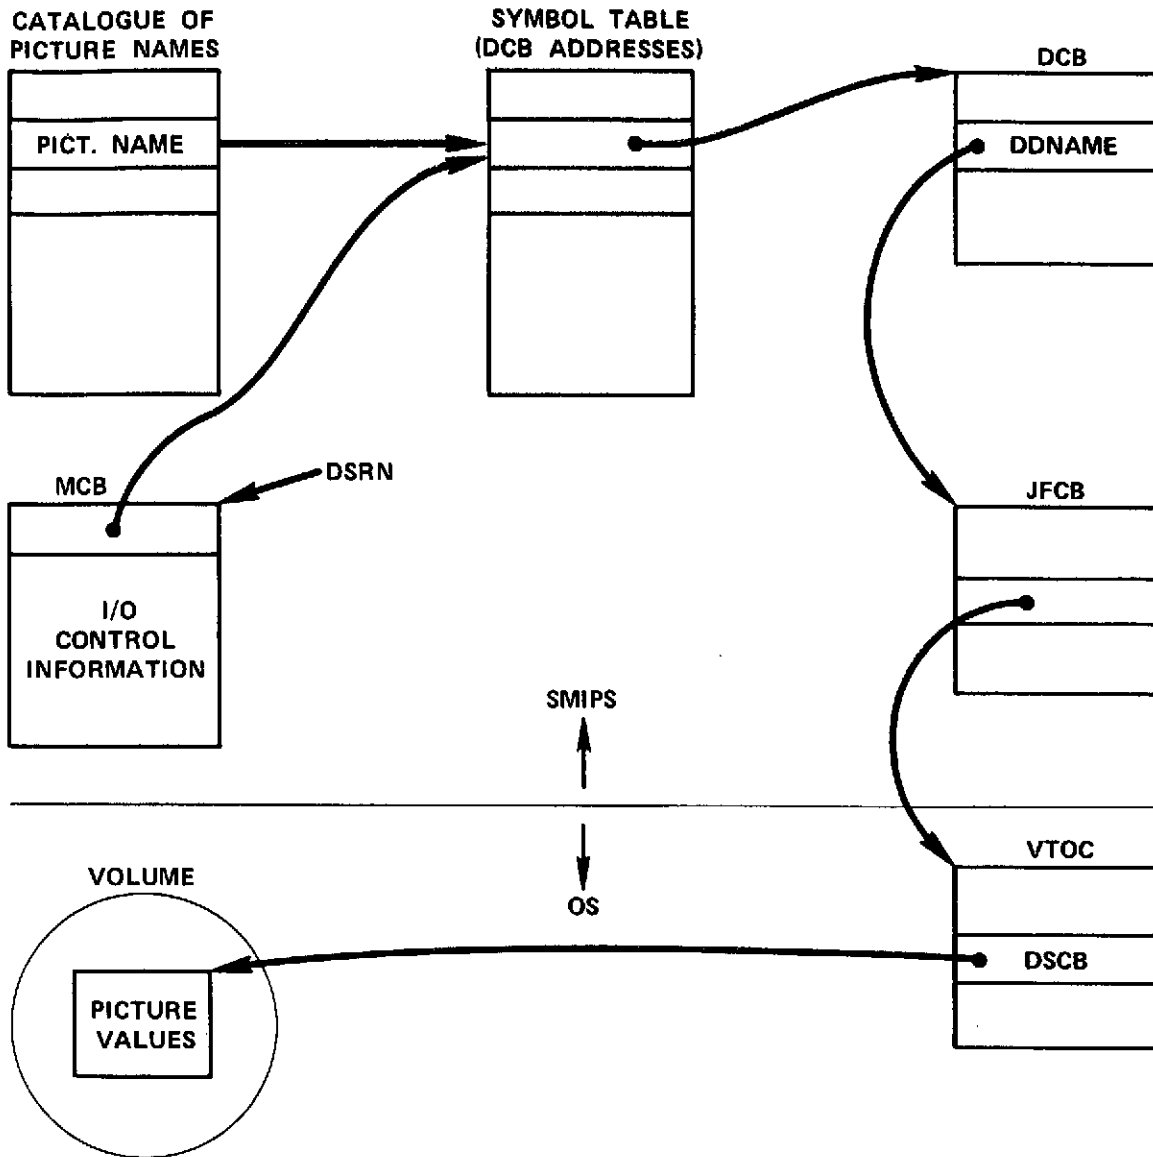 CATALOGUE OF
PICTURE NAMES
SYMBOL TABLE
(DCB ADDRESSES)
DCB
PICT. NAME
DDNAME
MCB
DSRN
JFCB
I/O
CONTROL
INFORMATION
SMIPS
OS
VTOC
DSCB
VOLUME
PICTURE
VALUES